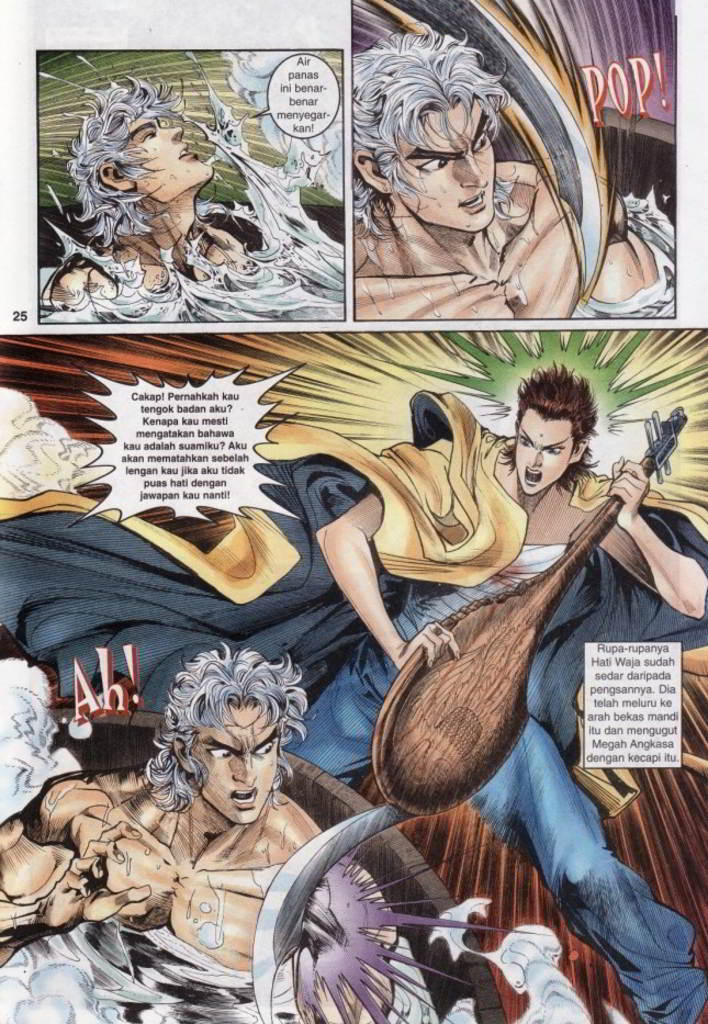 Air
panas
ini benar-
benar
menyegar-
kan!
POP!
25
Cakap! Pernahkah kau
tengok badan aku?
Kenapa kau mesti
mengatakan bahawa
kau adalah suamiku? Aku
akan mematahkan sebelah
lengan kau jika aku tidak
puas hati dengan
jawapan kau nanti!
Rupa-rupanya
Hati Waja sudah
sedar daripada
pengsannya. Dia
telah meluru ke
arah bekas mandi
itu dan mengugut
Megah Angkasa
dengan kecapi itu.
Ah!